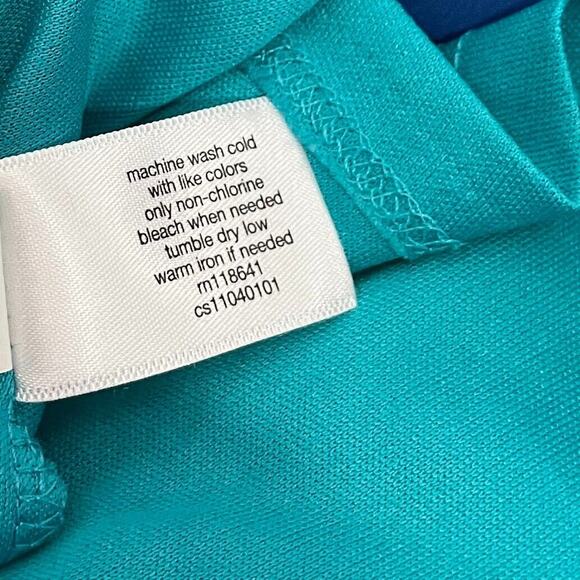 machine wash cold
with like colors
only non-chlorine
bleach when needed
tumble dry low
warm iron if needed
rn118641
cs11040101